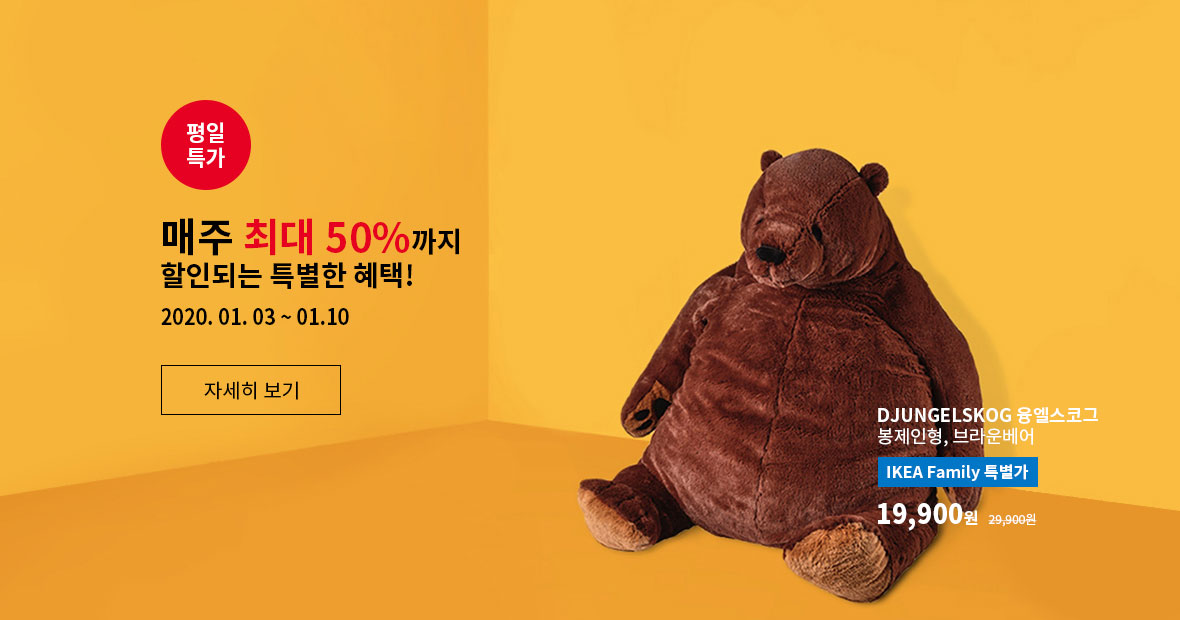 평일
특가
매주 최대 50%까지
할인되는 특별한 혜택!
2020. 01. 03 ~ 01.10
자세히 보기
DJUNGELSKOG 융엘스코그
봉제인형, 브라운베어
IKEA Family 특별가
19,900원 29,900원